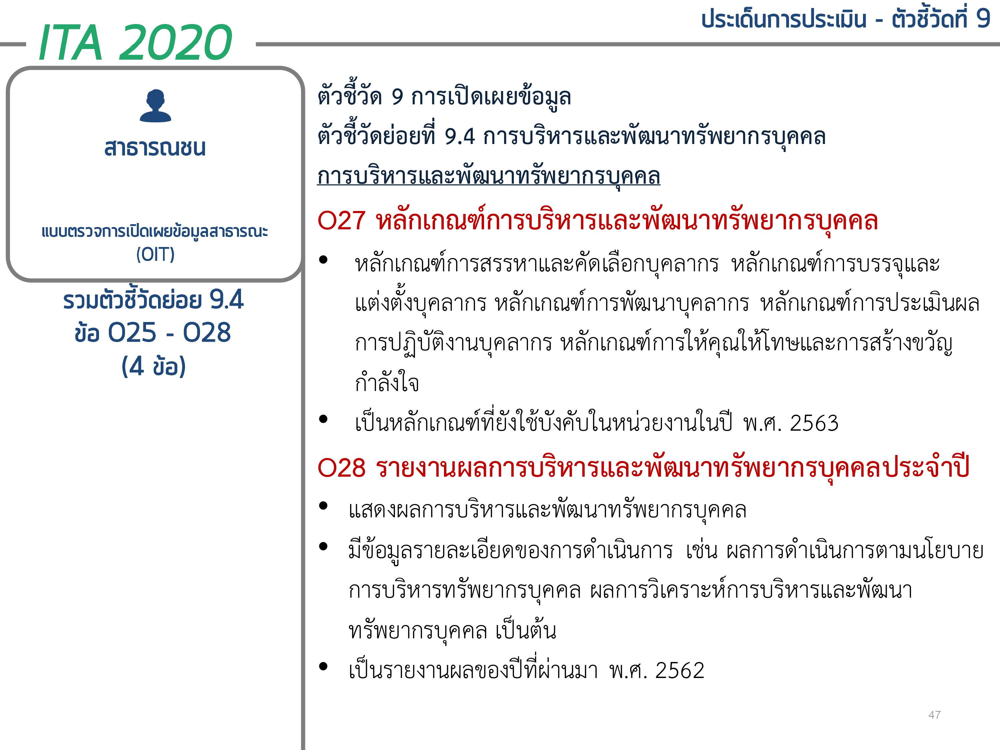 ประเด็นการประเมิน - ตัวชี้วัดที่ 9
ITA 2020
สาธารณชน
แบบตรวจการเปิดเผยข้อมูลสาธารณะ
(OIT)
รวมตัวชี้วัดย่อย 9.4
ข้อ O25 - O28
(4 ข้อ)
ตัวชี้วัด 9 การเปิดเผยข้อมูล
ตัวชี้วัดย่อยที่ 9.4 การบริหารและพัฒนาทรัพยากรบุคคล
การบริหารและพัฒนาทรัพยากรบุคคล
O27 หลักเกณฑ์การบริหารและพัฒนาทรัพยากรบุคคล
• หลักเกณฑ์การสรรหาและคัดเลือกบุคลากร หลักเกณฑ์การบรรจุและ
แต่งตั้งบุคลากร หลักเกณฑ์การพัฒนาบุคลากร หลักเกณฑ์การประเมินผล
การปฏิบัติงานบุคลากร หลักเกณฑ์การให้คุณให้โทษและการสร้างขวัญ
กำลังใจ
• เป็นหลักเกณฑ์ที่ยังใช้บังคับในหน่วยงานในปี พ.ศ. 2563
O28 รายงานผลการบริหารและพัฒนาทรัพยากรบุคคลประจำปี
• แสดงผลการบริหารและพัฒนาทรัพยากรบุคคล
• มีข้อมูลรายละเอียดของการดำเนินการ เช่น ผลการดำเนินการตามนโยบาย
การบริหารทรัพยากรบุคคล ผลการวิเคราะห์การบริหารและพัฒนา
ทรัพยากรบุคคล เป็นต้น
• เป็นรายงานผลของปีที่ผ่านมา พ.ศ. 2562
47